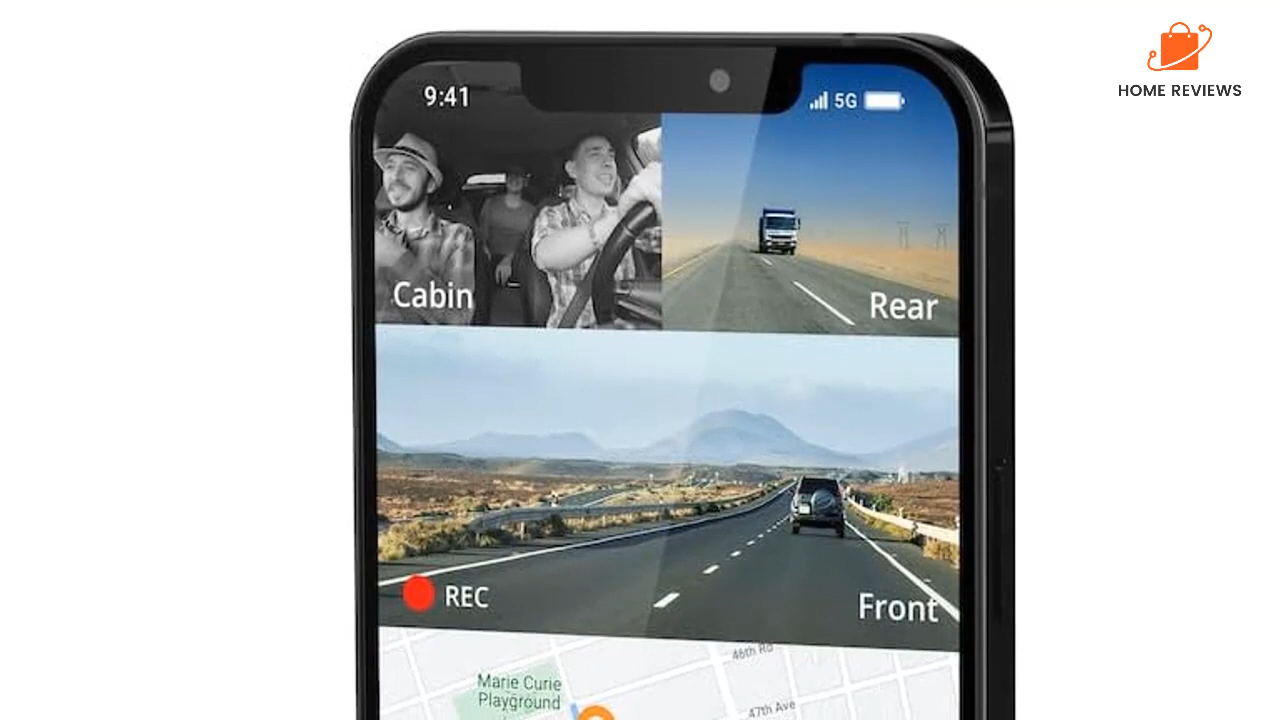 HOME REVIEWS
9:41
5G
Cabin
Rear
REC
Front
46th Rd
Marie Curie
Playground
47th Ave